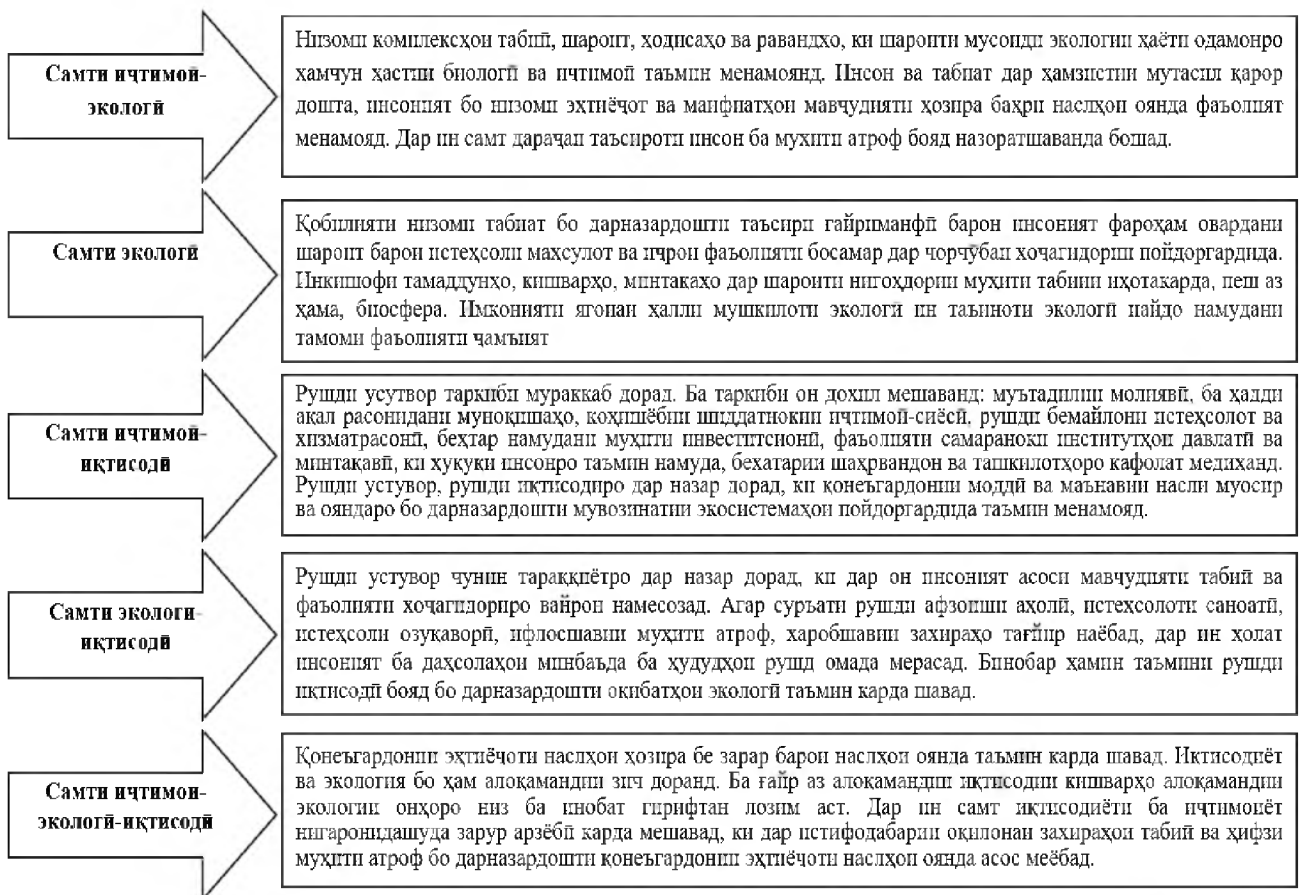 Самти иҷтимоӣ-
экологӣ
Низоми комплексҳои табиӣ, шароит, ҳодисаҳо ва равандҳо, ки шароити мусоиди экологии ҳаёти одамонро
ҳамчун ҳастии биологӣ ва иҷтимоӣ таъмин менамоянд. Инсон ва табиат дар ҳамзистии мутасил қарор
дошта, инсоният бо низоми эҳтиёҷот ва манфиатҳои мавҷудияти ҳозира баҳри наслҳои оянда фаъолият
менамояд. Дар ин самт дараҷаи таъсироти инсон ба муҳити атроф бояд назоратшаванда бошад.
Самти экологӣ
Қобилияти низоми табиат бо дарназардошти таъсири ғайриманфӣ барои инсоният фароҳам овардани
шароит барои истеҳсоли маҳсулот ва иҷрои фаъолияти босамар дар чорчӯбаи хоҷагидории пойдоргардида.
Инкишофи тамаддунҳо, кишварҳо, минтақаҳо дар шароити нигоҳдории муҳити табиии иҳотакарда, пеш аз
ҳама, биосфера. Имконияти ягонаи ҳалли мушкилоти экологӣ ин таъиноти экологӣ пайдо намудани
тамоми фаъолияти ҷамъият
Самти иҷтимоӣ-
иқтисодӣ
Рушди усутвор таркиби мураккаб дорад. Ба таркиби он дохил мешаванд: муътадилии молиявӣ, ба ҳадди
ақал расонидани муноқишаҳо, коҳишёбии шиддатнокии иҷтимоӣ-сиёсӣ, рушди бемайлони истеҳсолот ва
хизматрасонӣ, беҳтар намудани муҳити инвеститсионӣ, фаъолияти самараноки институтҳои давлатӣ ва
минтақавӣ, ки ҳуқуқи инсонро таъмин намуда, бехатарии шаҳрвандон ва ташкилотҳоро кафолат медиҳанд.
Рушди устувор, рушди иқтисодиро дар назар дорад, ки қонеъгардонии моддӣ ва маънавии насли муосир
ва ояндаро бо дарназардошти мувозинатии экосистемаҳои пойдоргардида таъмин менамояд.
Самти экологи-
иқтисодӣ
Рушди устувор чунин тараққиётро дар назар дорад, ки дар он инсоният асоси мавҷудияти табиӣ ва
фаъолияти хоҷагидориро вайрон намесозад. Агар суръати рушди афзоиши аҳолӣ, истеҳсолоти саноатӣ,
истеҳсоли озуқаворӣ, ифлосшавии муҳити атроф, харобшавии захираҳо тағйир наёбад, дар ин ҳолат
инсоният ба даҳсолаҳои минбаъда ба ҳудудҳои рушд омада мерасад. Бинобар ҳамин таъмини рушди
иқтисодӣ бояд бо дарназардошти оқибатҳои экологӣ таъмин карда шавад.
Самти иҷтимоӣ-
экологӣ-иқтисодӣ
Қонеъгардонии эҳтиёҷоти наслҳои ҳозира бе зарар барои наслҳои оянда таъмин карда шавад. Иқтисодиёт
ва экология бо ҳам алоқамандии зич доранд. Ба ғайр аз алоқамандии иқтисодии кишварҳо алоқамандии
экологии онҳоро низ ба инобат гирифтан лозим аст. Дар ин самт иқтисодиёти ба иҷтимоиёт
нигаронидашуда зарур арзёбӣ карда мешавад, ки дар истифодабарии оқилонаи захираҳои табиӣ ва ҳифзи
муҳити атроф бо дарназардошти қонеъгардонии эҳтиёҷоти наслҳои оянда асос меёбад.